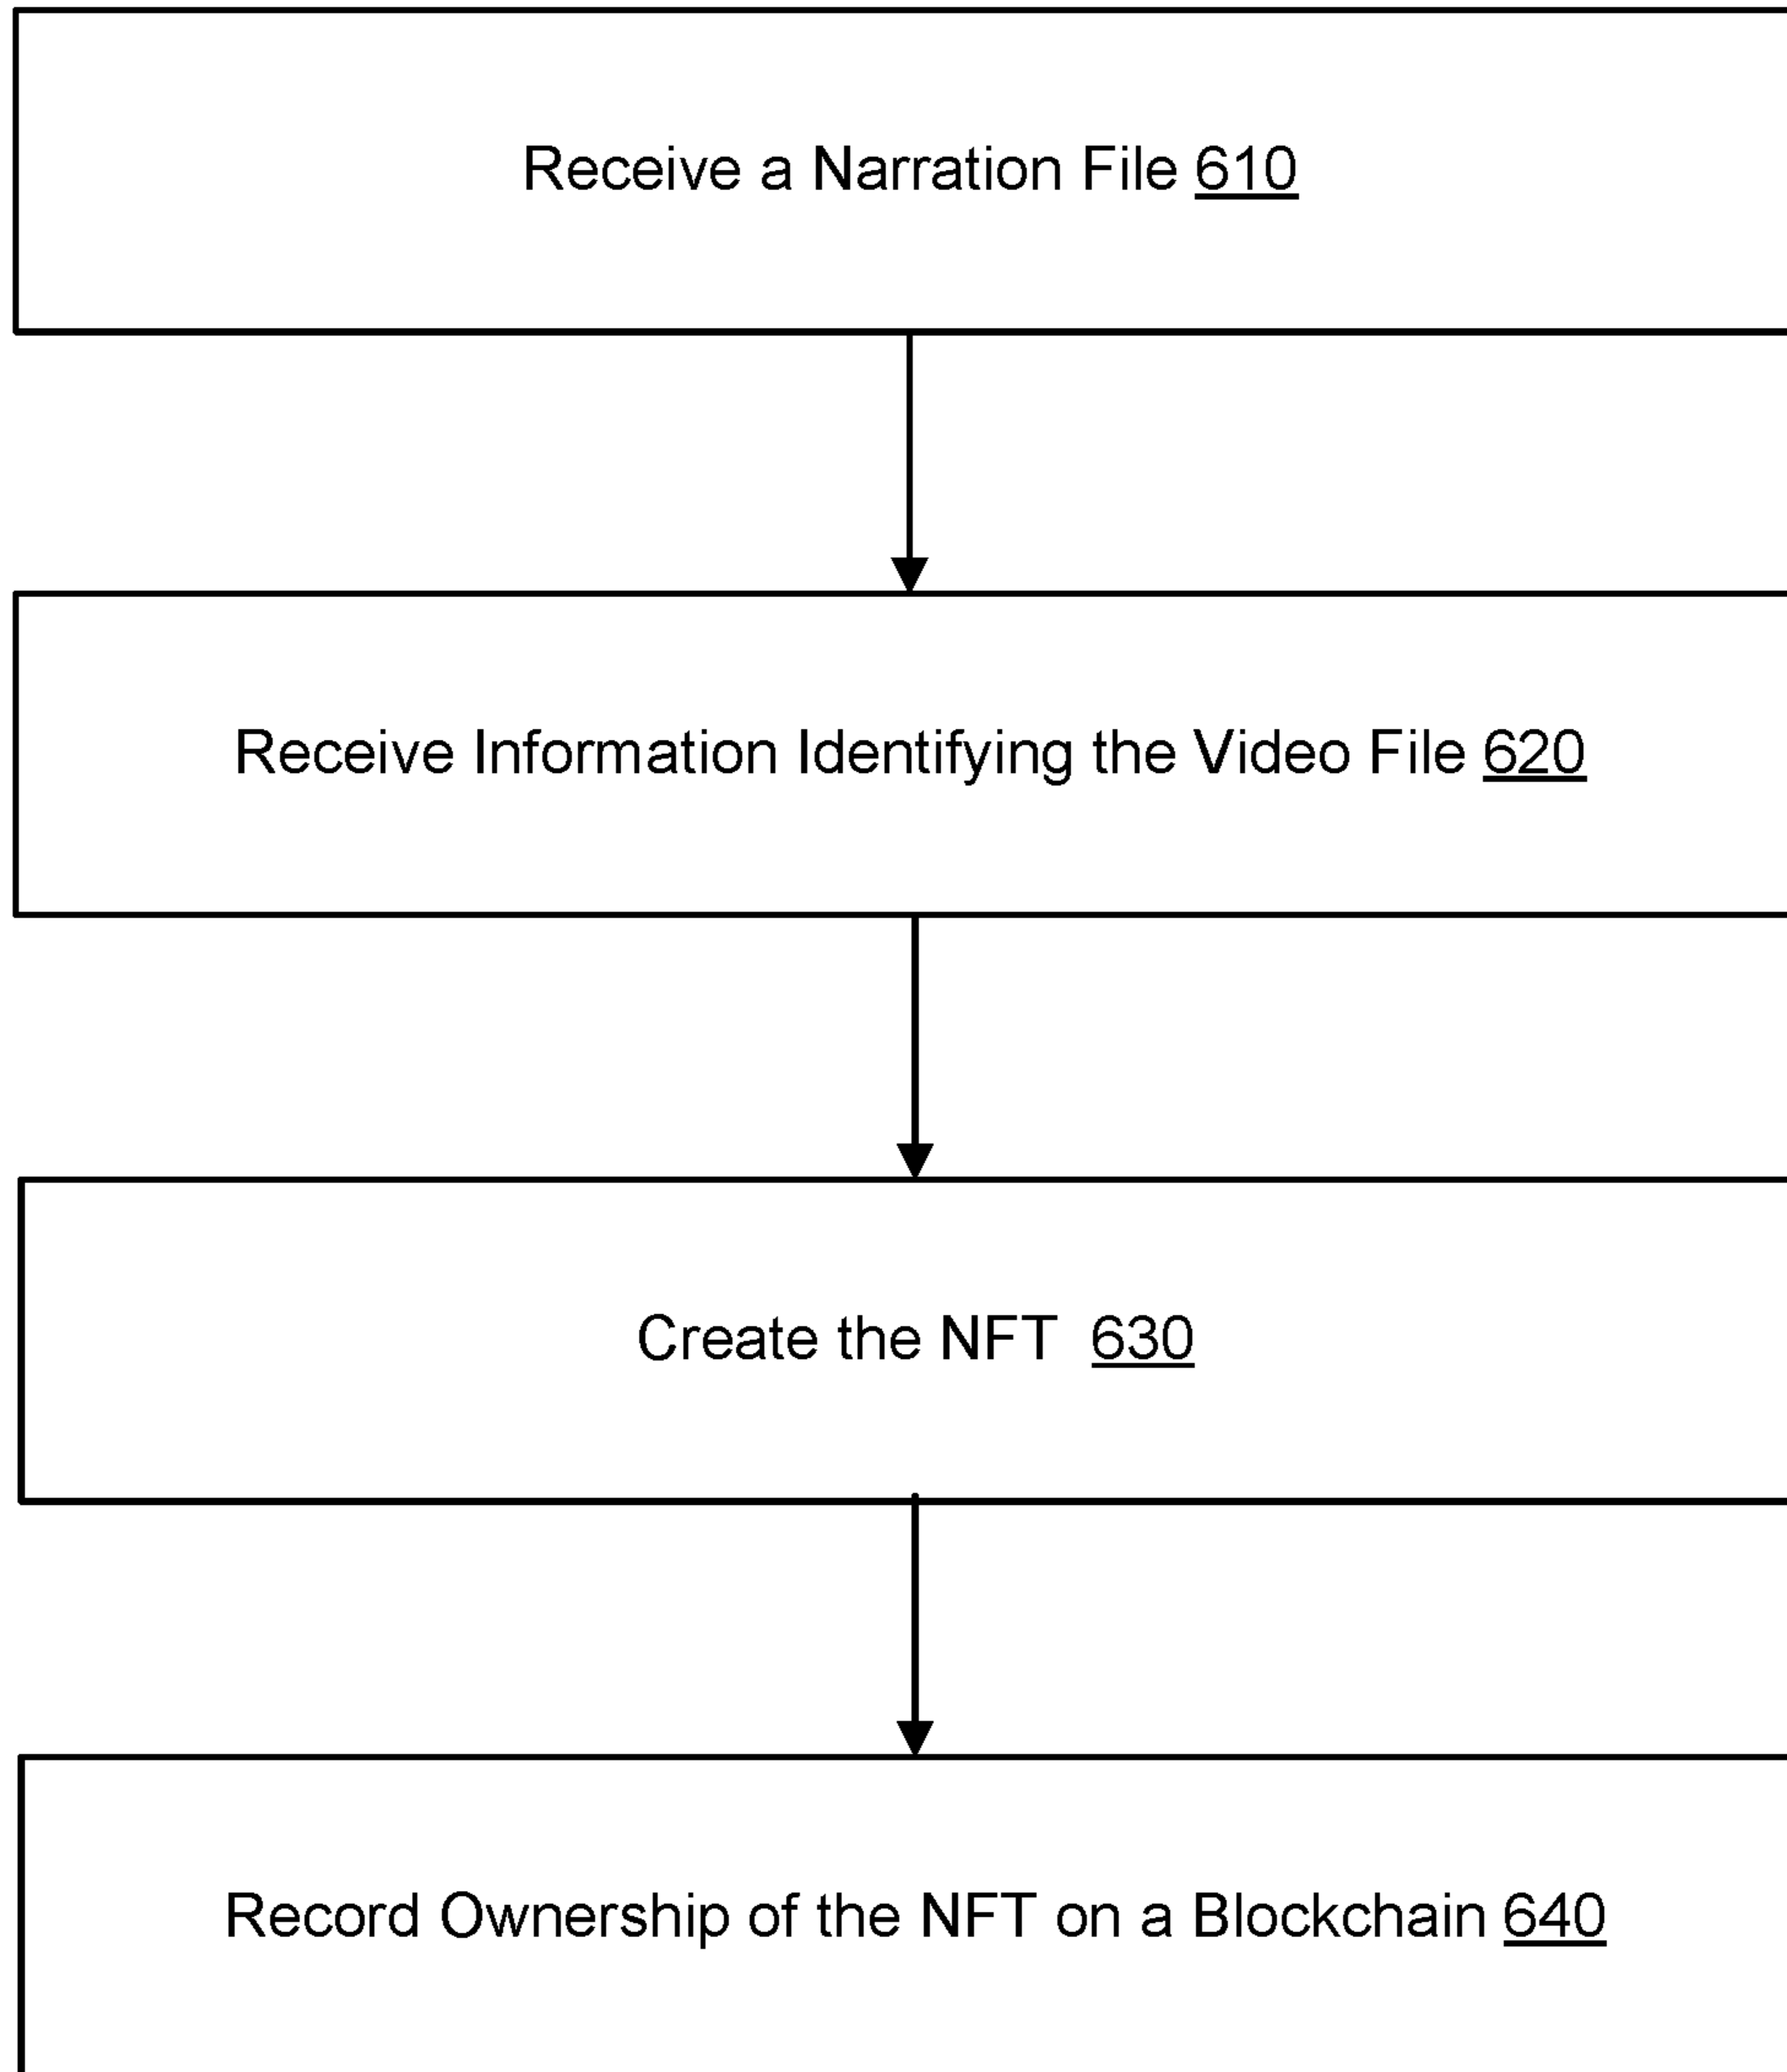 Receive a Narration File 610
Receive Information Identifying the Video File 620
Create the NFT 630
Record Ownership of the NFT on a Blockchain 640